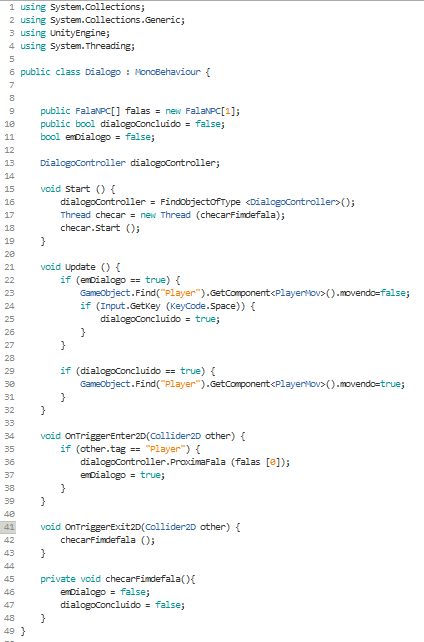 1 using System.Collections;
2 using System.Collections.Generic;
3 using UnityEngine;
4 using System.Threading;
5
6 public class Dialogo : MonoBehaviour {
7
8
9     public FalaNPC[] falas = new FalaNPC[1];
10     public bool dialogoConcluido = false;
11     bool emDialogo = false;
12
13     DialogoController dialogoController;
14
15     void Start () {
16         dialogoController = FindObjectOfType <DialogoController>();
17         Thread checar = new Thread (checarFimdefala);
18         checar.Start ();
19     }
20
21     void Update () {
22         if (emDialogo == true) {
23             GameObject.Find("Player").GetComponent<PlayerMov>().movendo=false;
24             if (Input.GetKey (KeyCode.Space)) {
25                 dialogoConcluido = true;
26             }
27         }
28
29         if (dialogoConcluido == true) {
30             GameObject.Find("Player").GetComponent<PlayerMov>().movendo=true;
31         }
32     }
33
34     void OnTriggerEnter2D(Collider2D other) {
35         if (other.tag == "Player") {
36             dialogoController.ProximaFala (falas [0]);
37             emDialogo = true;
38         }
39     }
40
41     void OnTriggerExit2D(Collider2D other) {
42         checarFimdefala ();
43     }
44
45     private void checarFimdefala(){
46         emDialogo = false;
47         dialogoConcluido = false;
48     }
49 }